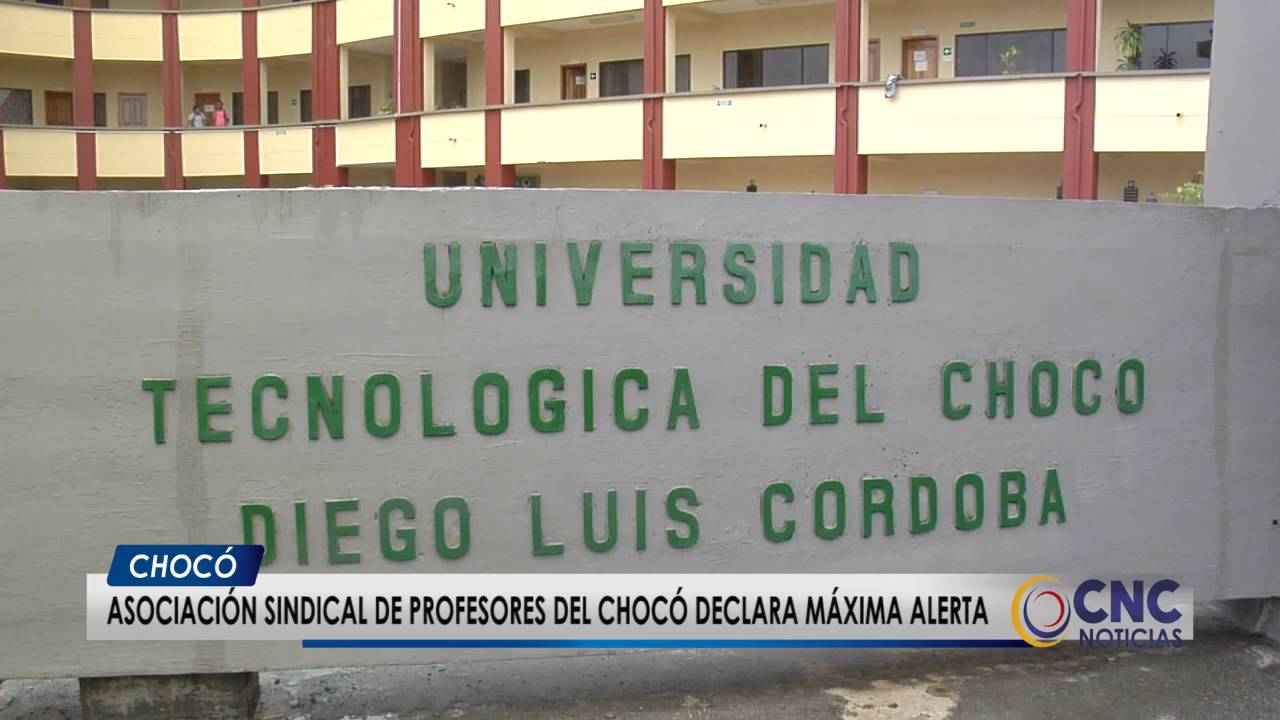 UNIVERSIDAD
TECNOLOGICA DEL CHOCO
DIEGO LUIS CORDOBA
CHOCÓ
ASOCIACIÓN SINDICAL DE PROFESORES DEL CHOCÓ DECLARA MÁXIMA ALERTA
CNC
NOTICIAS